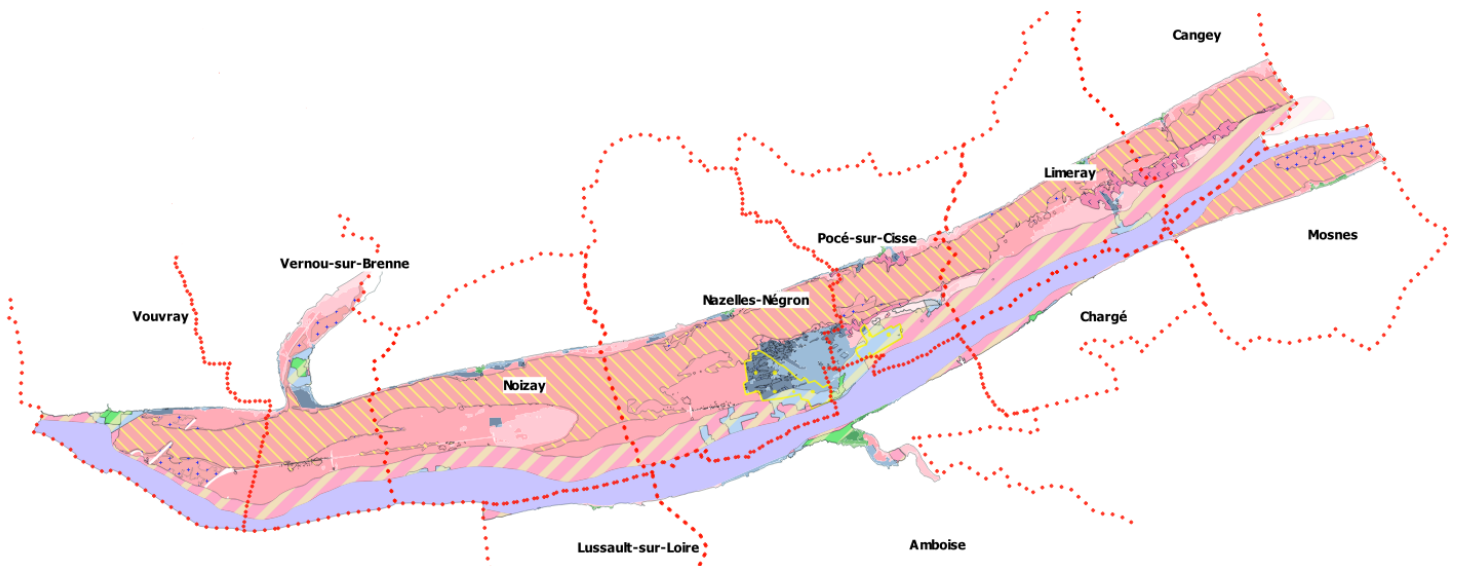 Cangey
Limeray
Mosnes
Pocé-sur-Cisse
Vernou-sur-Brenne
Nazelles-Négron
Vouvray
Chargé
Noizay
Lussault-sur-Loire
Amboise